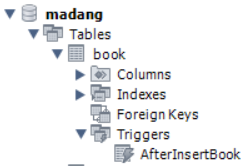 madang
Tables
book
Columns
Indexes
Foreign Keys
Triggers
AfterInsertBook